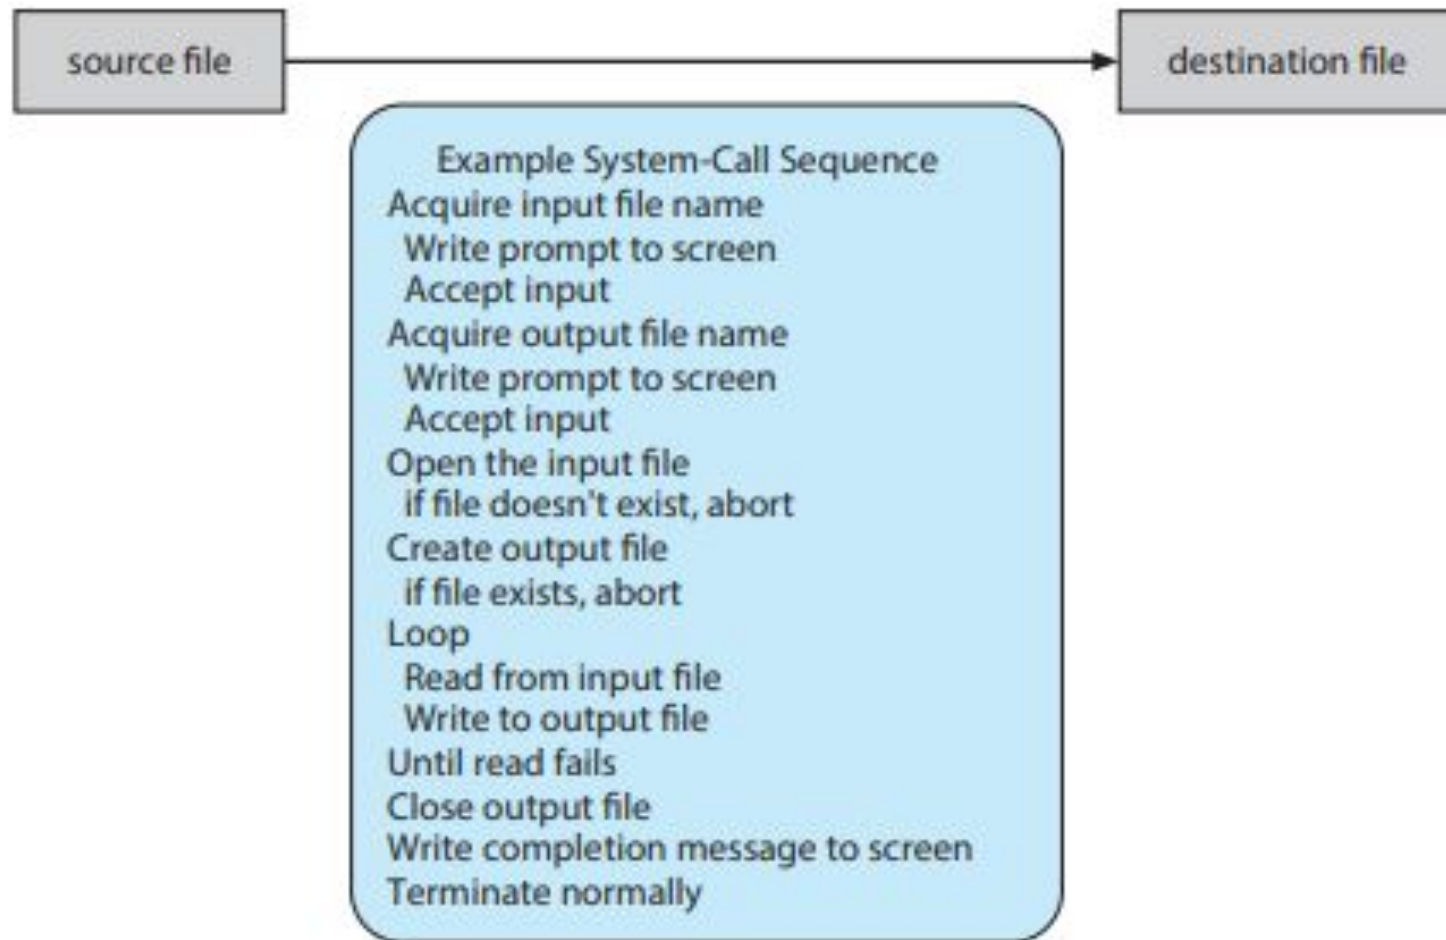 source file
destination file
Example System-Call Sequence
Acquire input file name
Write prompt to screen
Accept input
Acquire output file name
Write prompt to screen
Accept input
Open the input file
if file doesn't exist, abort
Create output file
if file exists, abort
Loop
Read from input file
Write to output file
Until read fails
Close output file
Write completion message to screen
Terminate normally